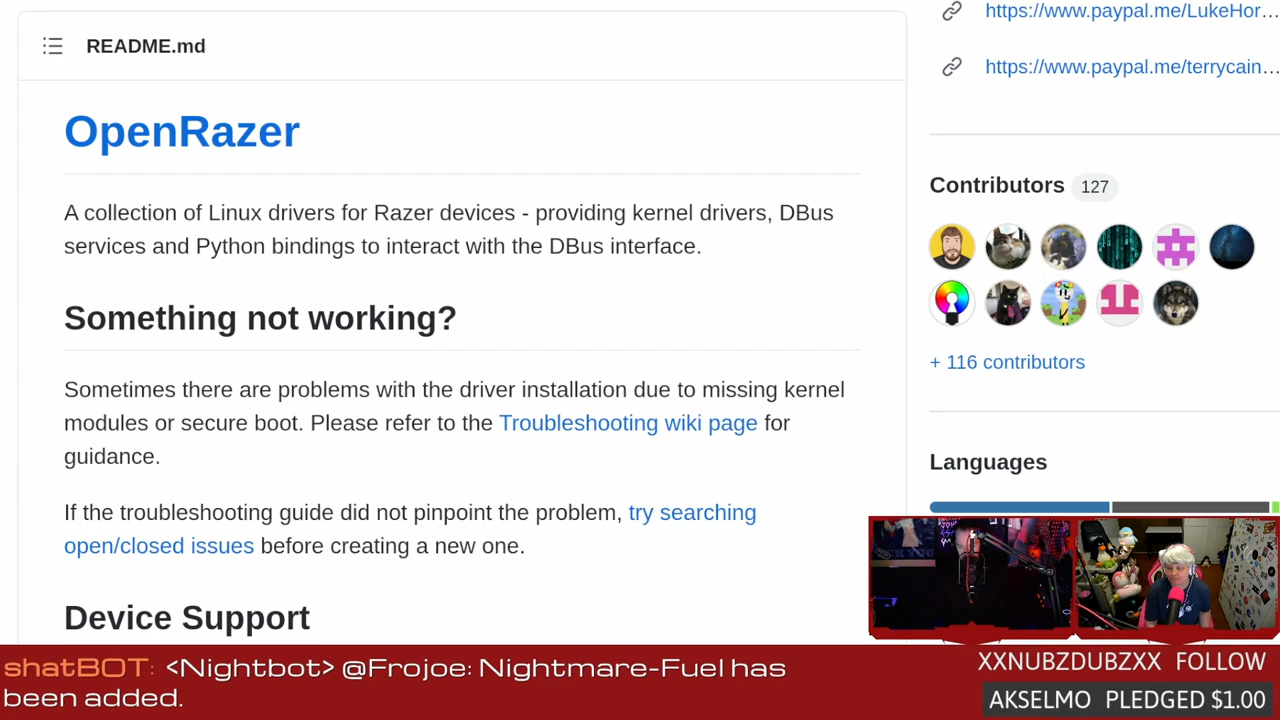 README.md
OpenRazer
A collection of Linux drivers for Razer devices - providing kernel drivers, DBus
services and Python bindings to interact with the DBus interface.
Something not working?
Sometimes there are problems with the driver installation due to missing kernel
modules or secure boot. Please refer to the Troubleshooting wiki page for
guidance.
If the troubleshooting guide did not pinpoint the problem, try searching
open/closed issues before creating a new one.
Device Support
https://www.paypal.me/LukeHor...
https://www.paypal.me/terrycain...
Contributors 127
+ 116 contributors
Languages
shatBOT: <Nightbot> @Frojoe: Nightmare-Fuel has
been added.
XXNUBZDUBZXX FOLLOW
AKSELMO PLEDGED $1.00